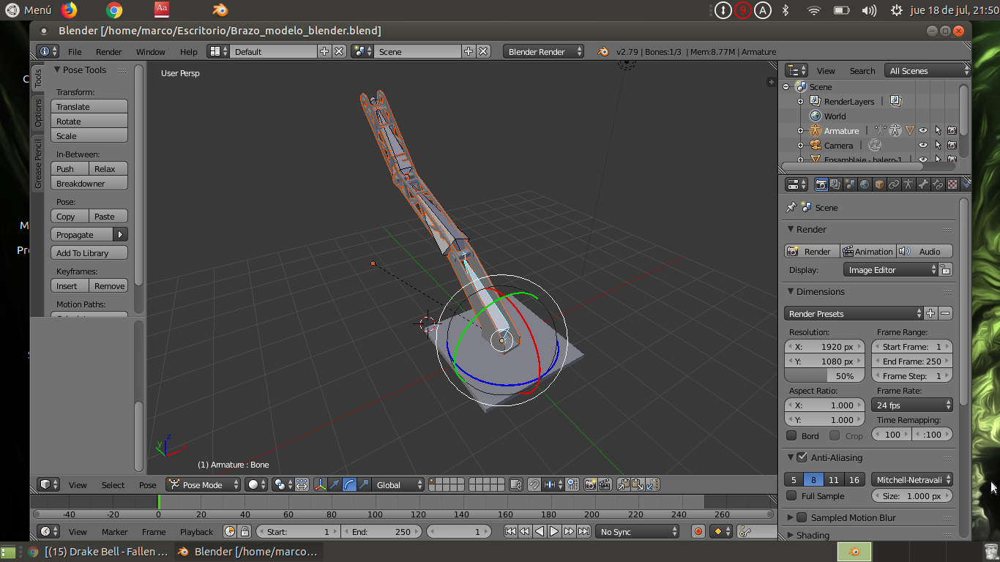 Menú
Aa
9
A
jue 18 de jul, 21:50
Blender [/home/marco/Escritorio/Brazo_modelo_blender.blend]
File Render Window Help Default Scene Blender Render v2.79 | Bones:1/3 | Mem:8.77M | Armature
Tools
Options
Grease Pencil
Pose Tools
Transform:
Translate
Rotate
Scale
In-Between:
Push Relax
Breakdowner
Pose:
Copy Paste
Propagate
Add To Library
Keyframes:
Insert Remove
Motion Paths:
User Persp
z
y
x
(1) Armature : Bone
View Select Pose Pose Mode Global
View Search All Scenes
Scene
RenderLayers
World
Armature
Camera
Ensamblaje - balero-1
Scene
Render
Render Animation Audio
Display: Image Editor
Dimensions
Render Presets
Resolution: Frame Range:
X: 1920 px Start Frame: 1
Y: 1080 px End Frame: 250
50% Frame Step: 1
Aspect Ratio: Frame Rate:
X: 1.000 24 fps
Y: 1.000 Time Remapping:
Bord Crop 100 :100
Anti-Aliasing
5 8 11 16 Mitchell-Netravali
Full Sample Size: 1.000 px
Sampled Motion Blur
Shading
-40 -20 0 20 40 60 80 100 120 140 160 180 200 220 240 260
View Marker Frame Playback Start: 1 End: 250 1 No Sync
[(15) Drake Bell - Fallen ... Blender [/home/marco...